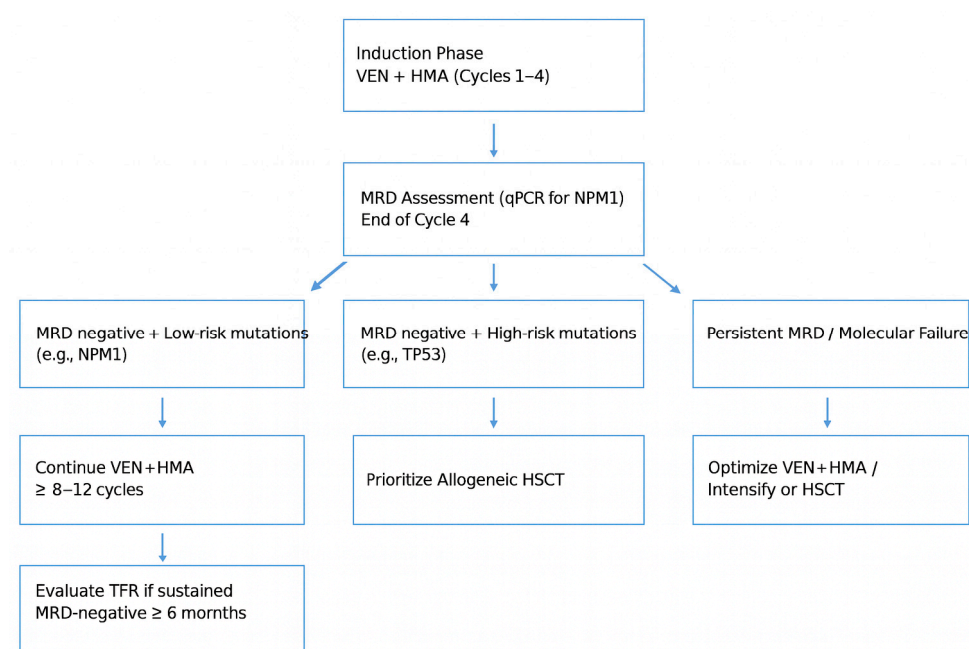 Induction Phase
VEN + HMA (Cycles 1–4)
MRD Assessment (qPCR for NPM1)
End of Cycle 4
MRD negative + Low-risk mutations
(e.g., NPM1)
MRD negative + High-risk mutations
(e.g., TP53)
Persistent MRD / Molecular Failure
Continue VEN+HMA
≥ 8–12 cycles
Prioritize Allogeneic HSCT
Optimize VEN+HMA /
Intensify or HSCT
Evaluate TFR if sustained
MRD-negative ≥ 6 mornths